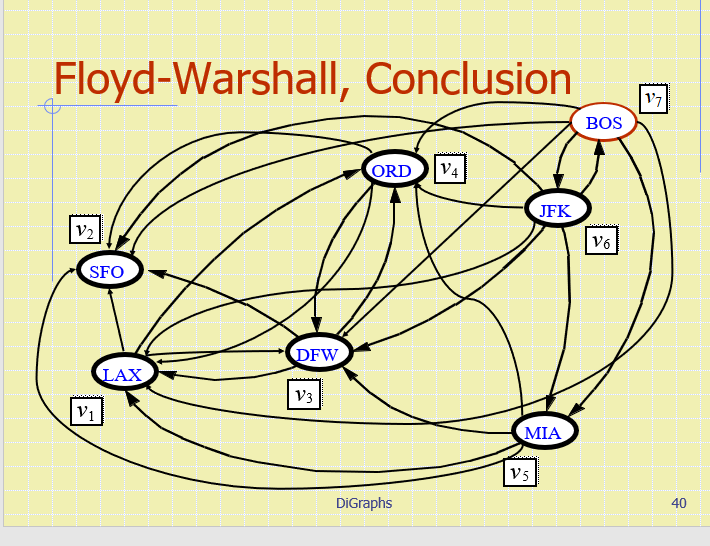 Floyd-Warshall, Conclusion
BOS
v7
ORD
v4
JFK
v6
v2
SFO
DFW
v3
LAX
v1
MIA
v5
DiGraphs
40